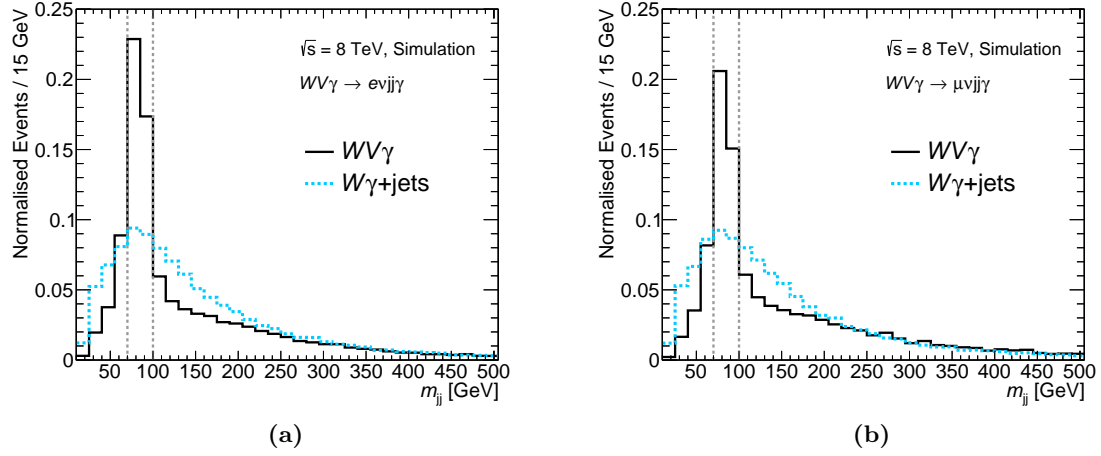 Normalised Events / 15 GeV
0.25
0.2
0.15
0.1
0.05
0
√s = 8 TeV, Simulation
WVγ → eνjjγ
WVγ
Wγ+jets
50 100 150 200 250 300 350 400 450 500
m_jj [GeV]
(a)
Normalised Events / 15 GeV
0.25
0.2
0.15
0.1
0.05
0
√s = 8 TeV, Simulation
WVγ → μνjjγ
WVγ
Wγ+jets
50 100 150 200 250 300 350 400 450 500
m_jj [GeV]
(b)